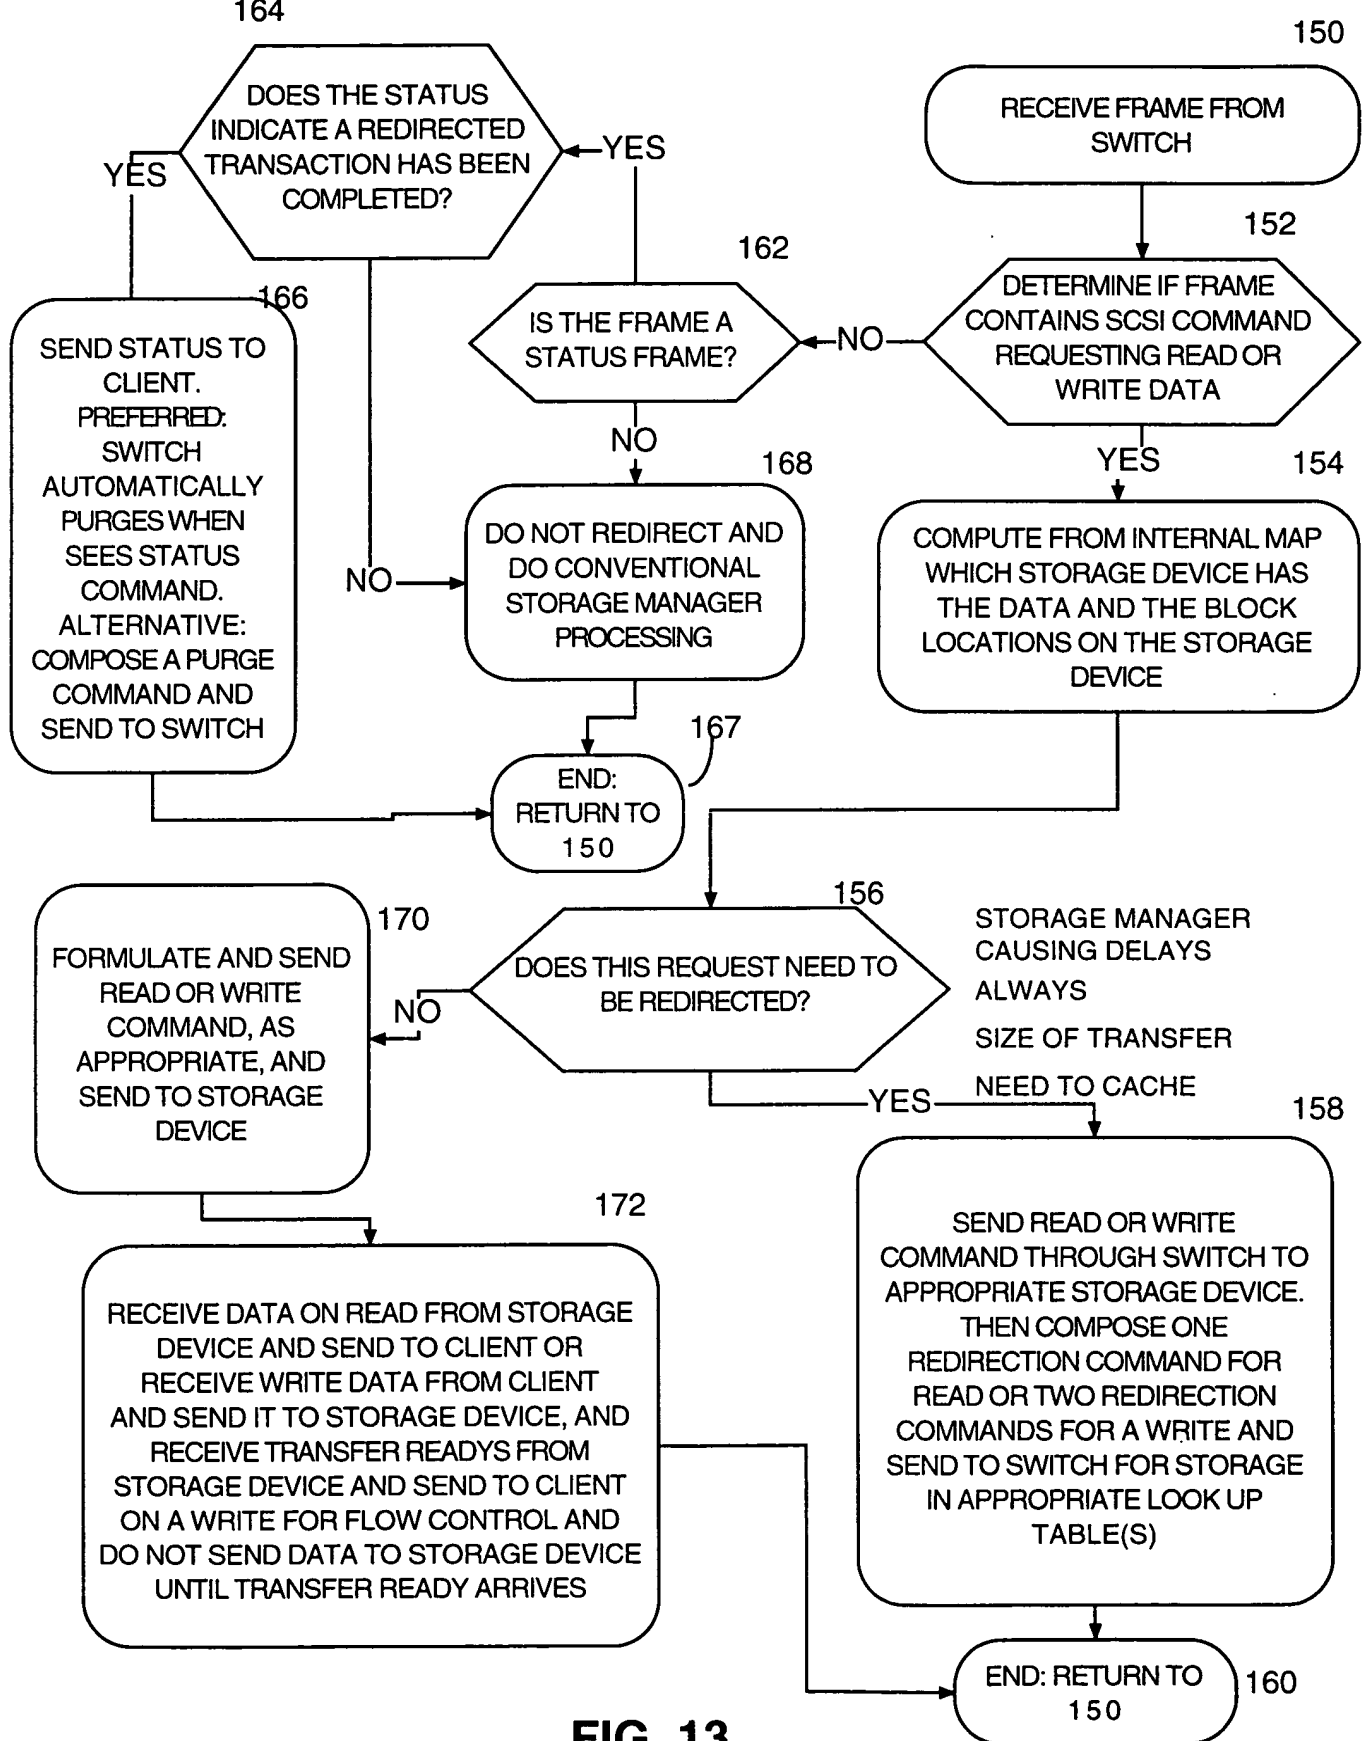 164
DOES THE STATUS
INDICATE A REDIRECTED
TRANSACTION HAS BEEN
COMPLETED?
YES
YES
150
RECEIVE FRAME FROM
SWITCH
152
DETERMINE IF FRAME
CONTAINS SCSI COMMAND
REQUESTING READ OR
WRITE DATA
NO
162
IS THE FRAME A
STATUS FRAME?
NO
YES
154
COMPUTE FROM INTERNAL MAP
WHICH STORAGE DEVICE HAS
THE DATA AND THE BLOCK
LOCATIONS ON THE STORAGE
DEVICE
166
SEND STATUS TO
CLIENT.
PREFERRED:
SWITCH
AUTOMATICALLY
PURGES WHEN
SEES STATUS
COMMAND.
ALTERNATIVE:
COMPOSE A PURGE
COMMAND AND
SEND TO SWITCH
NO
168
DO NOT REDIRECT AND
DO CONVENTIONAL
STORAGE MANAGER
PROCESSING
167
END:
RETURN TO
150
156
DOES THIS REQUEST NEED TO
BE REDIRECTED?
STORAGE MANAGER
CAUSING DELAYS
ALWAYS
SIZE OF TRANSFER
NEED TO CACHE
NO
YES
170
FORMULATE AND SEND
READ OR WRITE
COMMAND, AS
APPROPRIATE, AND
SEND TO STORAGE
DEVICE
158
SEND READ OR WRITE
COMMAND THROUGH SWITCH TO
APPROPRIATE STORAGE DEVICE.
THEN COMPOSE ONE
REDIRECTION COMMAND FOR
READ OR TWO REDIRECTION
COMMANDS FOR A WRITE AND
SEND TO SWITCH FOR STORAGE
IN APPROPRIATE LOOK UP
TABLE(S)
172
RECEIVE DATA ON READ FROM STORAGE
DEVICE AND SEND TO CLIENT OR
RECEIVE WRITE DATA FROM CLIENT
AND SEND IT TO STORAGE DEVICE, AND
RECEIVE TRANSFER READYS FROM
STORAGE DEVICE AND SEND TO CLIENT
ON A WRITE FOR FLOW CONTROL AND
DO NOT SEND DATA TO STORAGE DEVICE
UNTIL TRANSFER READY ARRIVES
END: RETURN TO
150
160
FIG. 13